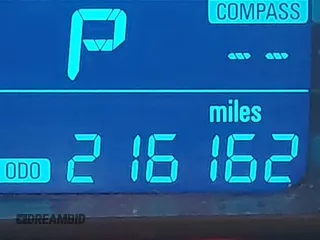 P
COMPASS
--
miles
ODO 216162
DREAMBID